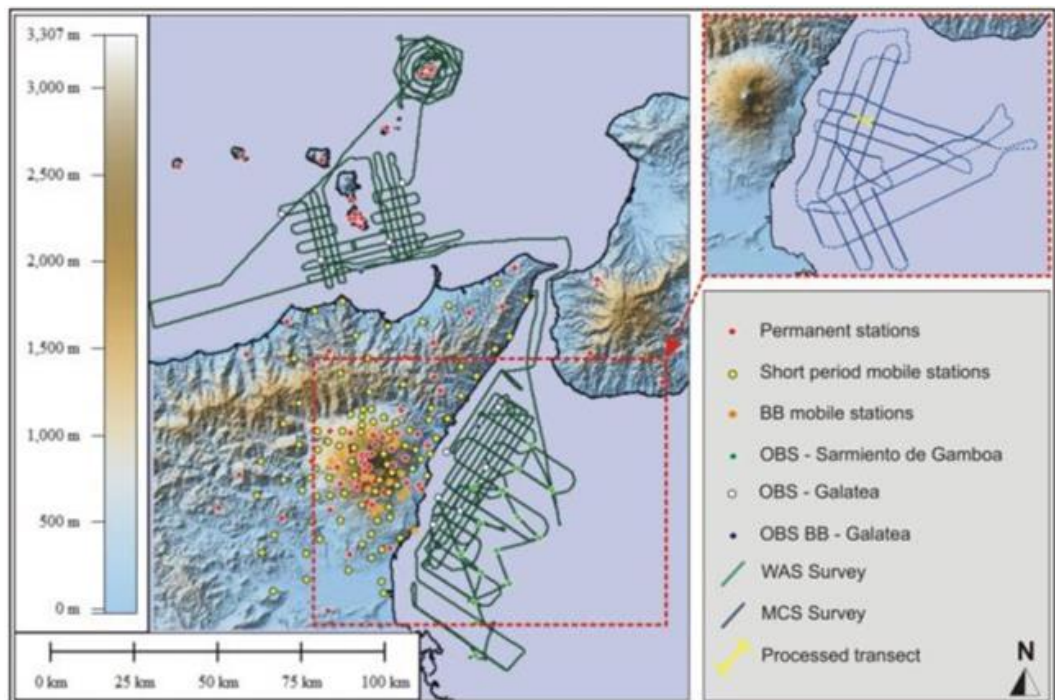 3,307 m
3,000 m
2,500 m
2,000 m
1,500 m
1,000 m
500 m
0 m
0 km 25 km 50 km 100 km
Permanent stations
Short period mobile stations
BB mobile stations
OBS - Sarmiento de Gamboa
OBS - Galatea
OBS BB - Galatea
WAS Survey
MCS Survey
Processed transect
N